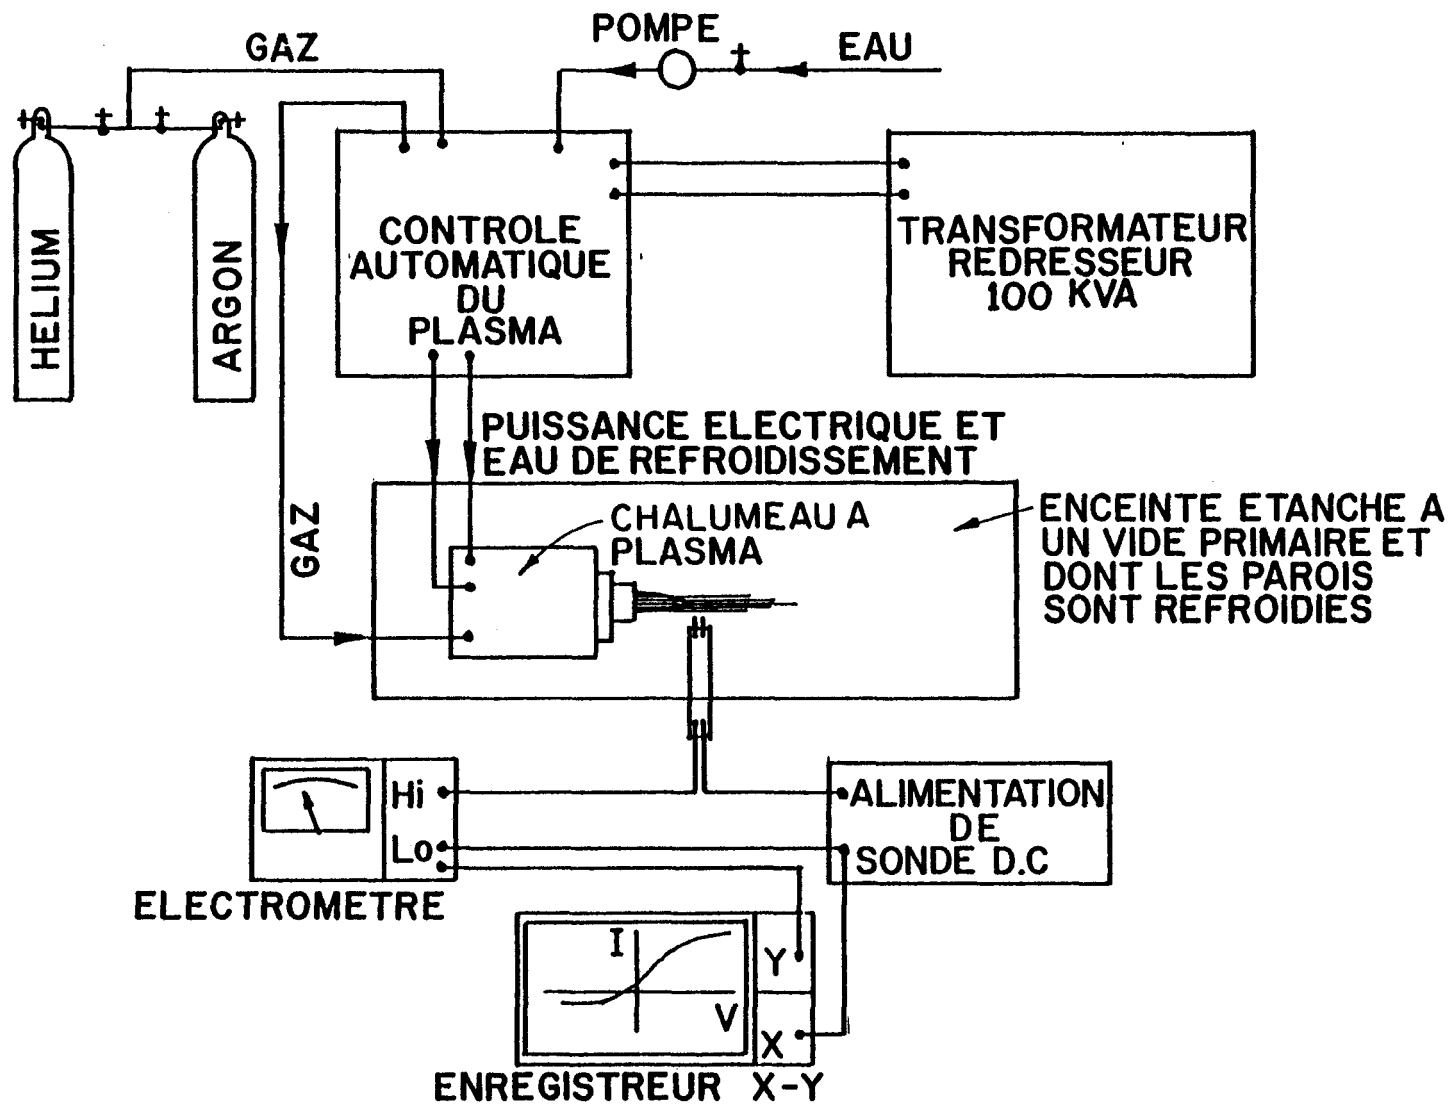 GAZ
POMPE
EAU
HELIUM
ARGON
CONTROLE
AUTOMATIQUE
DU
PLASMA
TRANSFORMATEUR
REDRESSEUR
100 KVA
PUISSANCE ELECTRIQUE ET
EAU DE REFROIDISSEMENT
GAZ
CHALUMEAU A
PLASMA
ENCEINTE ETANCHE A
UN VIDE PRIMAIRE ET
DONT LES PAROIS
SONT REFROIDIES
Hi
Lo
ELECTROMETRE
ALIMENTATION
DE
SONDE D.C
I
V
Y
X
ENREGISTREUR X-Y